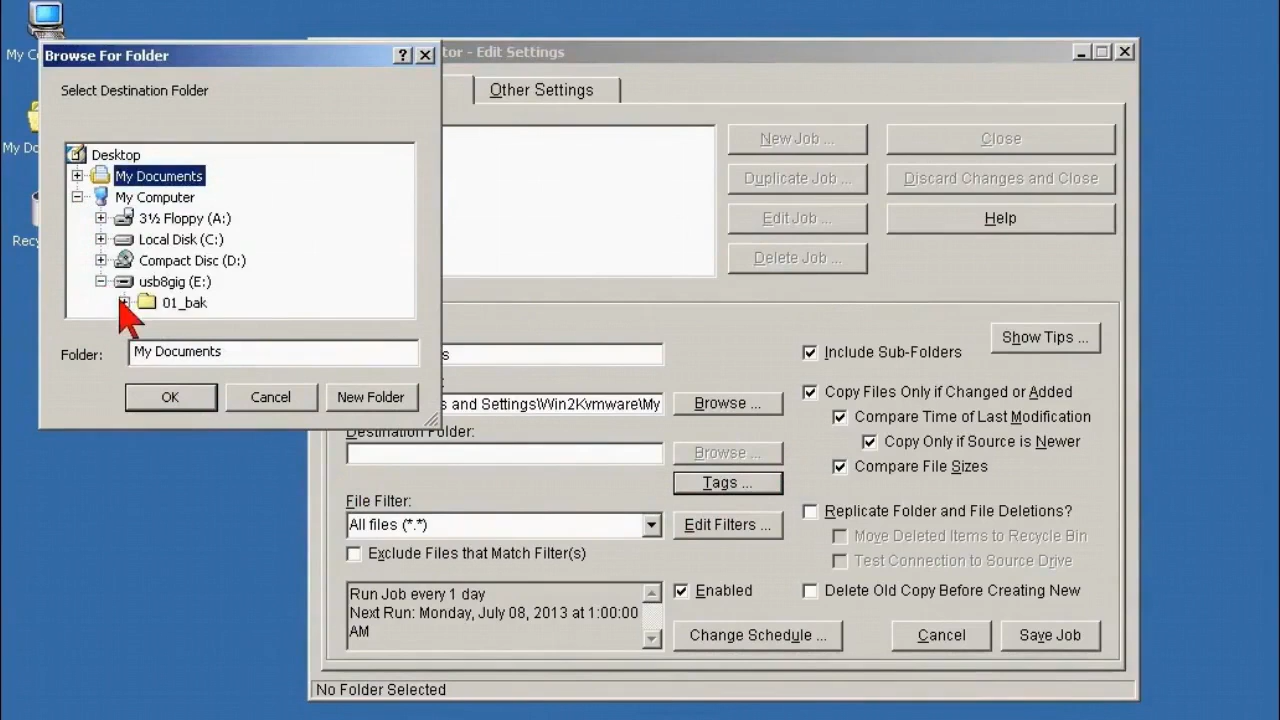 My C
Browse For Folder
?
Select Destination Folder
Desktop
My Documents
My Computer
3½ Floppy (A:)
Local Disk (C:)
Compact Disc (D:)
usb8gig (E:)
01_bak
Folder:
My Documents
OK
Cancel
New Folder
My Do
Recy
tor - Edit Settings
Other Settings
New Job ...
Close
Duplicate Job ...
Discard Changes and Close
Edit Job ...
Help
Delete Job ...
Show Tips ...
s
Include Sub-Folders
s and Settings\Win2Kvmware\My
Browse ...
Copy Files Only if Changed or Added
Compare Time of Last Modification
Destination Folder:
Copy Only if Source is Newer
Browse ...
Compare File Sizes
Tags ...
File Filter:
Replicate Folder and File Deletions?
All files (*.*)
Edit Filters ...
Move Deleted Items to Recycle Bin
Exclude Files that Match Filter(s)
Test Connection to Source Drive
Run Job every 1 day
Next Run: Monday, July 08, 2013 at 1:00:00
AM
Enabled
Delete Old Copy Before Creating New
Change Schedule ...
Cancel
Save Job
No Folder Selected